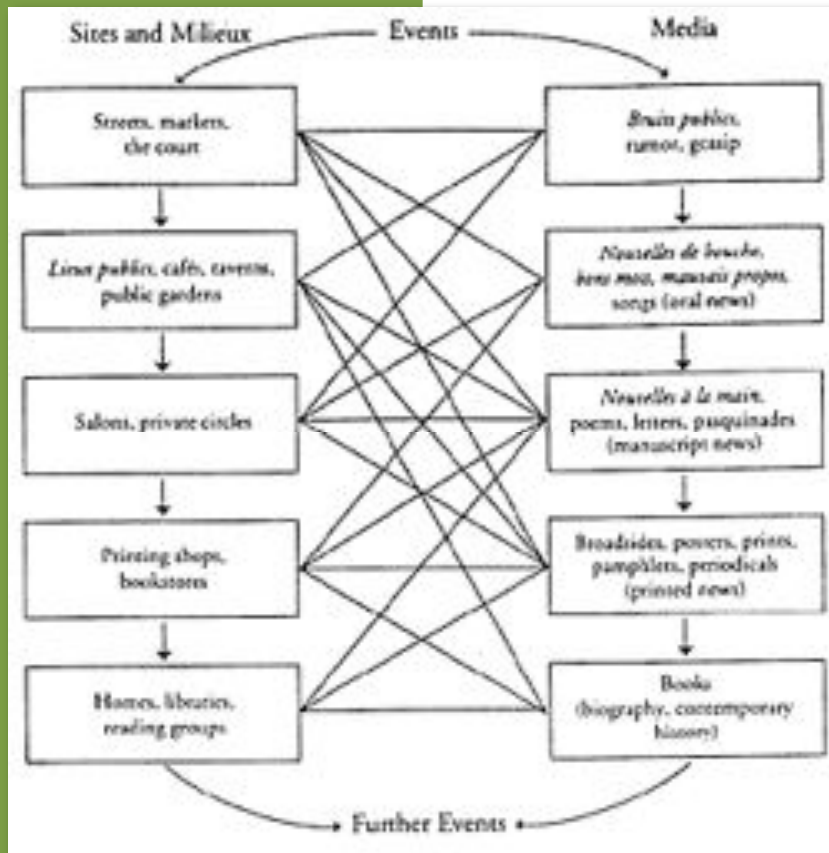 Sites and Milieux
Events
Media
Streets, markets,
the court
Bruits publics,
rumor, gossip
Lieux publics, cafés, taverns,
public gardens
Nouvelles de bouche,
bons mots, mauvais propos,
songs (oral news)
Salons, private circles
Nouvelles à la main,
poems, letters, pasquinades
(manuscript news)
Printing shops,
bookstores
Broadsides, posters, prints,
pamphlets, periodicals
(printed news)
Homes, libraries,
reading groups
Books
(biography, contemporary
history)
Further Events